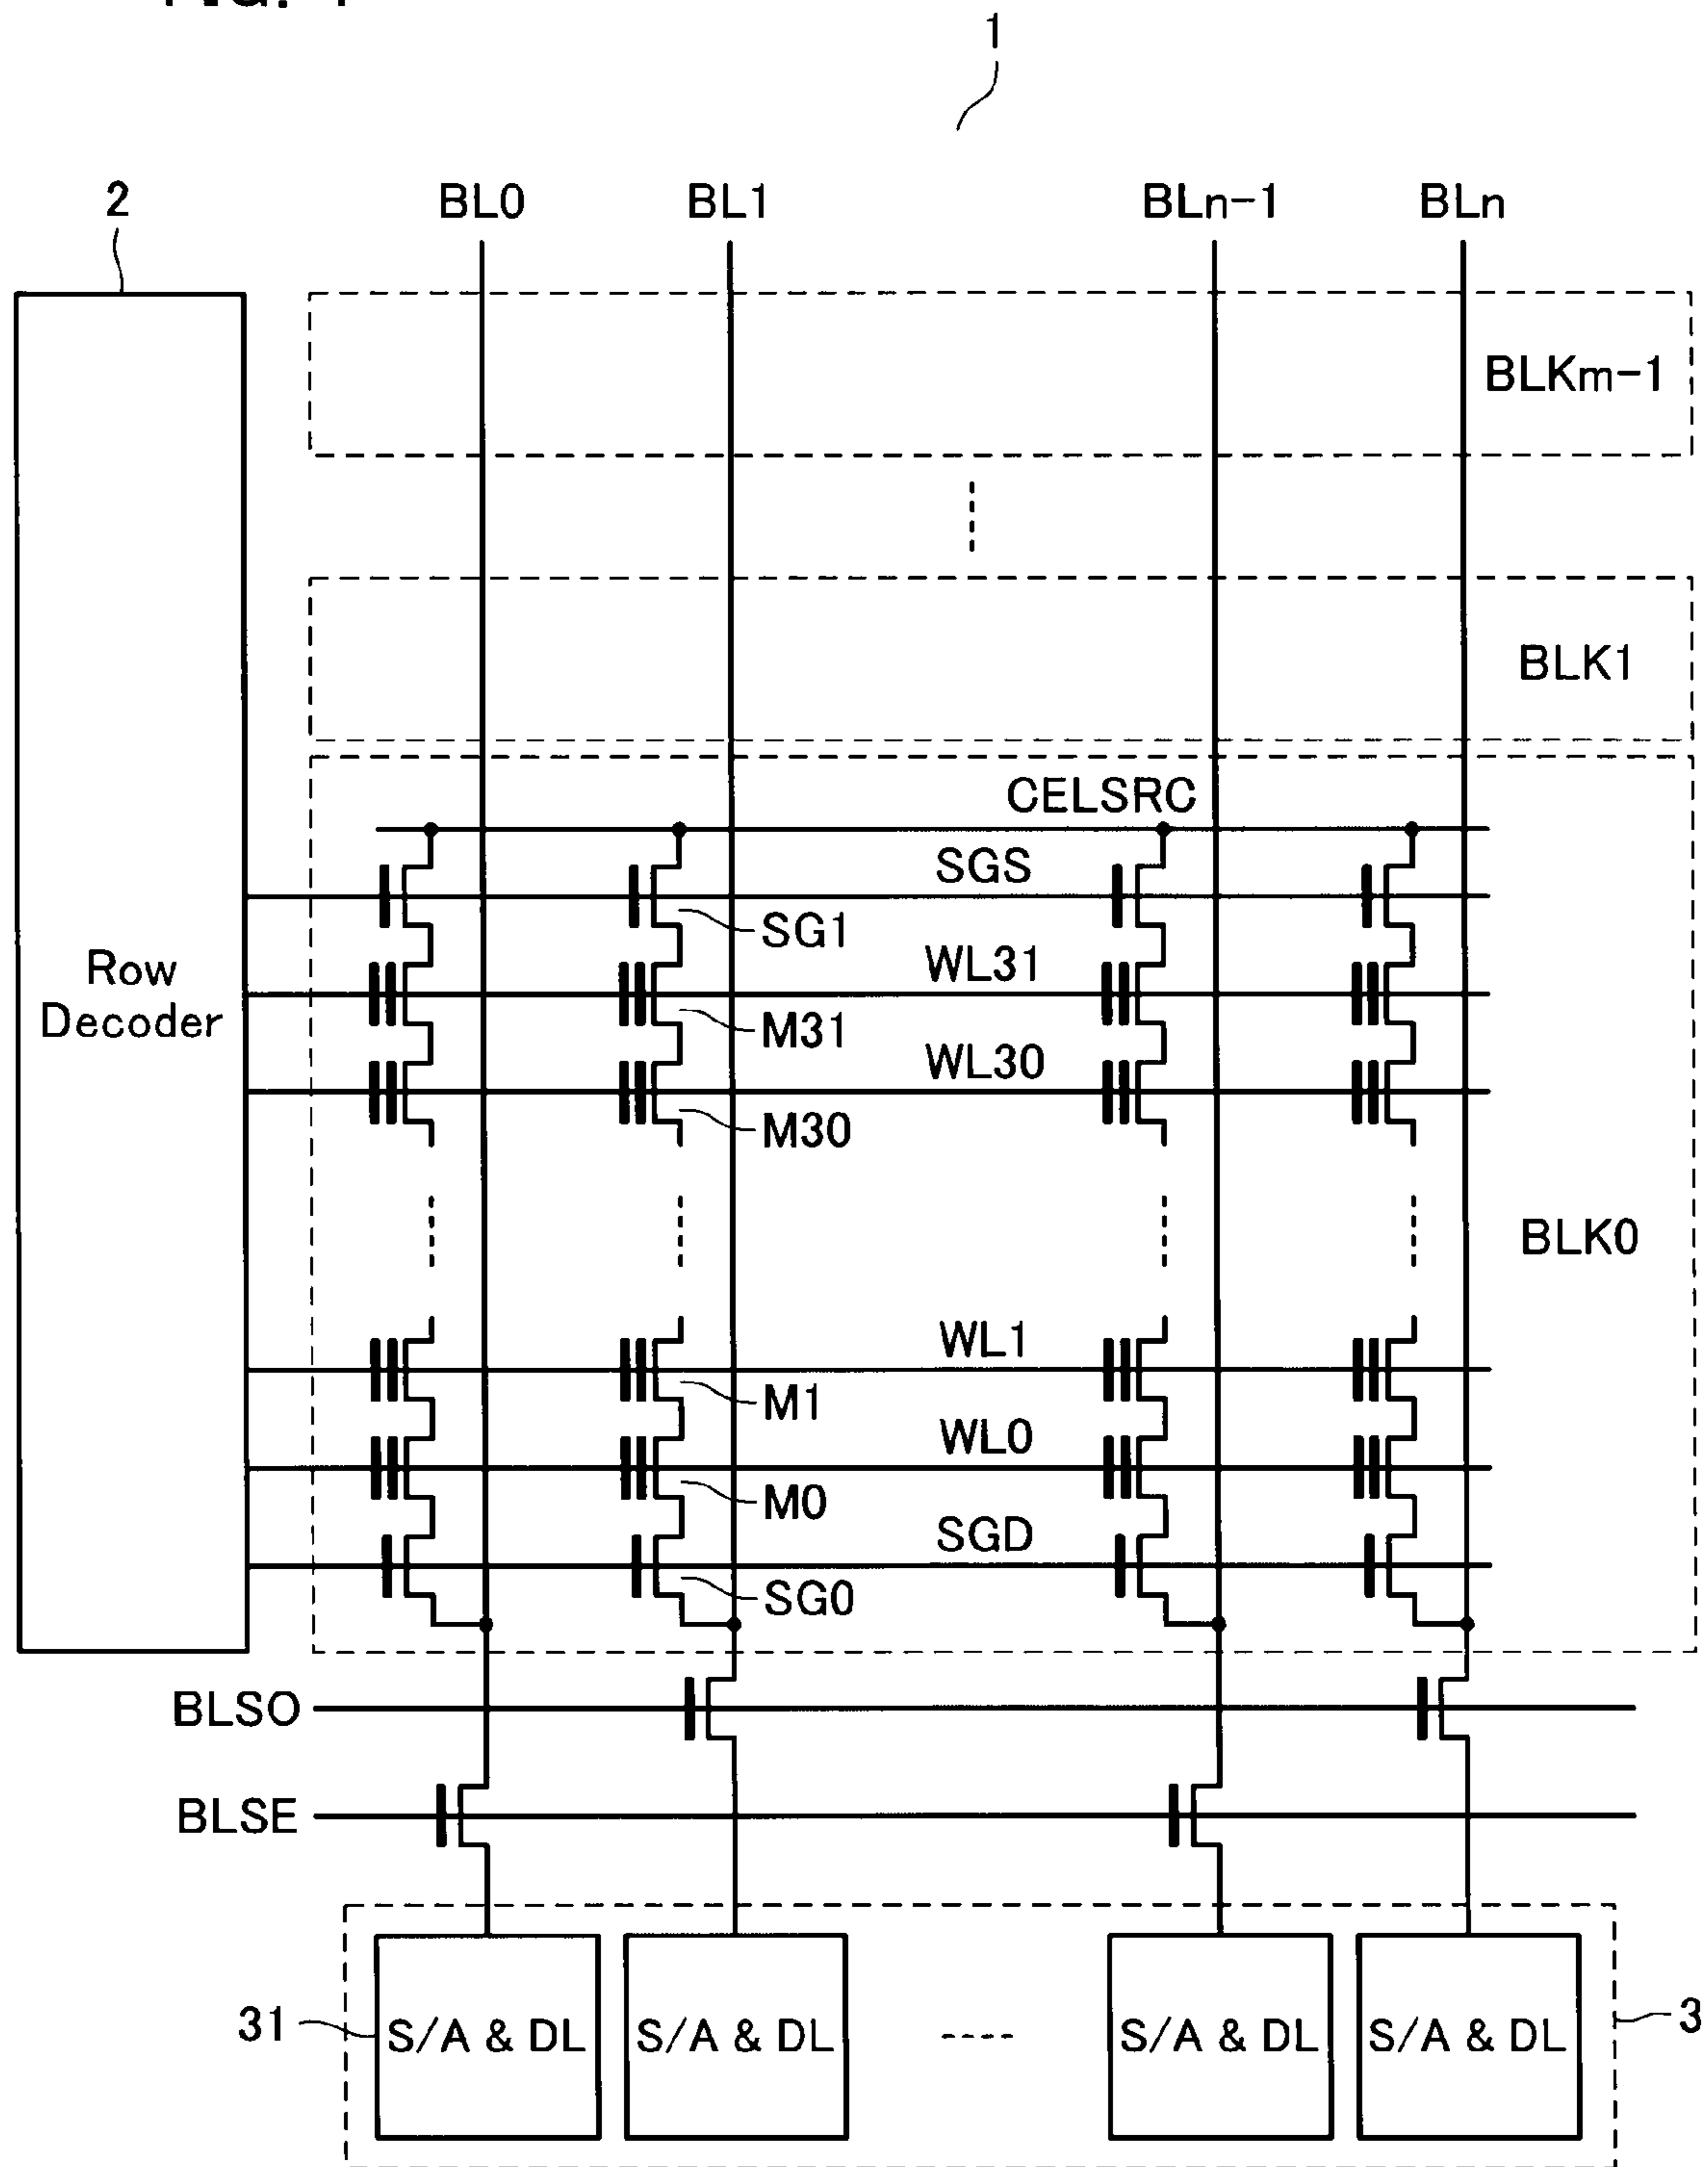 1
2
BL0 BL1 BLn-1 BLn
BLKm-1
BLK1
CELSRC
SGS
SG1
WL31
Row
Decoder
M31
WL30
M30
BLK0
WL1
M1
WL0
M0
SGD
SG0
BLSO
BLSE
31 S/A & DL S/A & DL S/A & DL S/A & DL 3